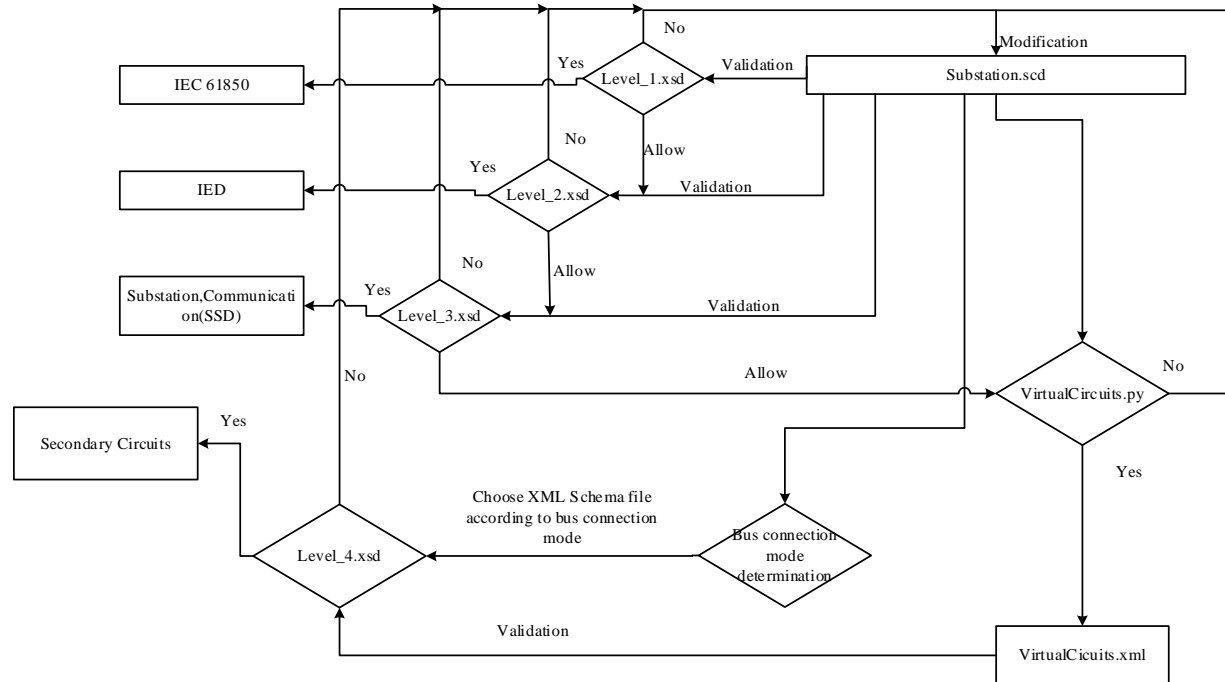 No
Modification
Yes
Level_1.xsd
Validation
Substation.scd
IEC 61850
No
Allow
Yes
Level_2.xsd
Validation
IED
No
Allow
Yes
Level_3.xsd
Validation
Substation,Communicati
on(SSD)
No
Allow
No
VirtualCircuits.py
Yes
Secondary Circuits
Yes
Choose XML Schema file
according to bus connection
mode
Level_4.xsd
Bus connection
mode
determination
Validation
VirtualCicuits.xml